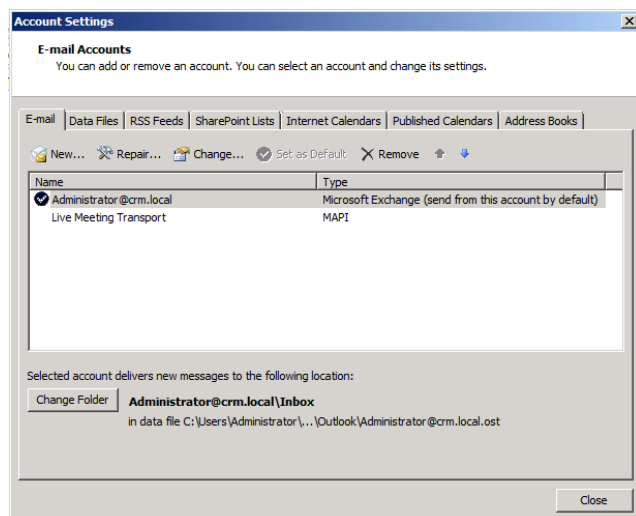 Account Settings
E-mail Accounts
You can add or remove an account. You can select an account and change its settings.
E-mail Data Files RSS Feeds SharePoint Lists Internet Calendars Published Calendars Address Books
New... Repair... Change... Set as Default Remove
Name Type
Administrator@crm.local Microsoft Exchange (send from this account by default)
Live Meeting Transport MAPI
Selected account delivers new messages to the following location:
Change Folder Administrator@crm.local\Inbox
in data file C:\Users\Administrator\...\Outlook\Administrator@crm.local.ost
Close